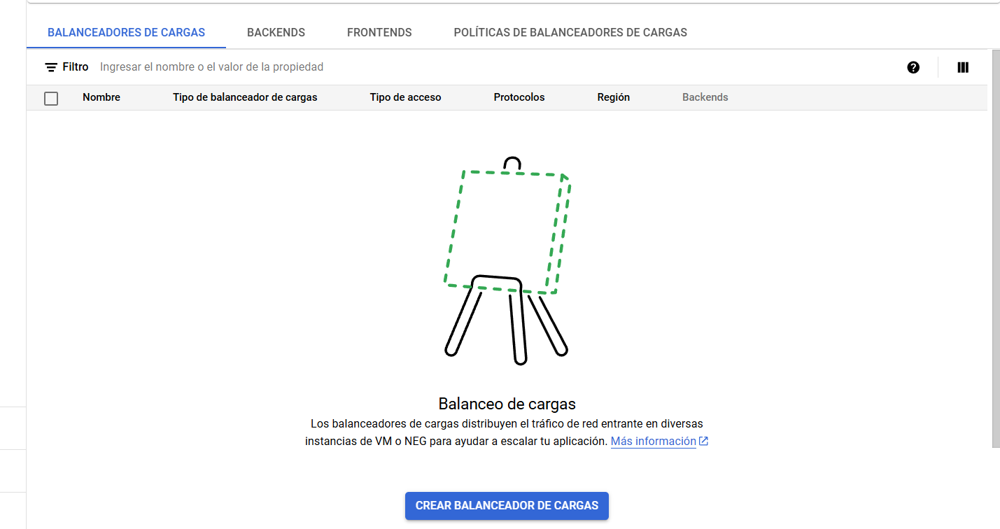 BALANCEADORES DE CARGAS BACKENDS FRONTENDS POLÍTICAS DE BALANCEADORES DE CARGAS
Filtro Ingresar el nombre o el valor de la propiedad
Nombre Tipo de balanceador de cargas Tipo de acceso Protocolos Región Backends
Balanceo de cargas
Los balanceadores de cargas distribuyen el tráfico de red entrante en diversas
instancias de VM o NEG para ayudar a escalar tu aplicación. Más información
CREAR BALANCEADOR DE CARGAS